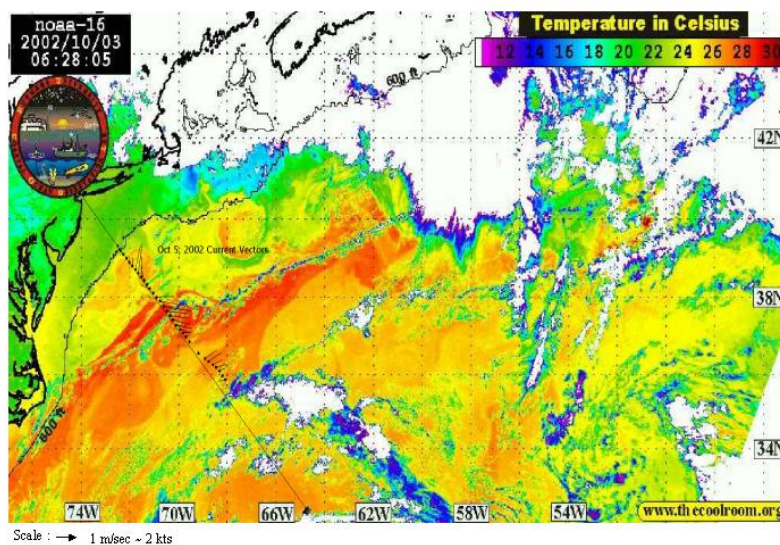 noaa-16
2002/10/03
06:28:05
Temperature in Celsius
12 14 16 18 20 22 24 26 28 30
600 ft
42N
Oct 5, 2002 Current Vectors
38N
600 ft
34N
74W 70W 66W 62W 58W 54W
www.thecoolroom.org
Scale : 1 m/sec ~ 2 kts